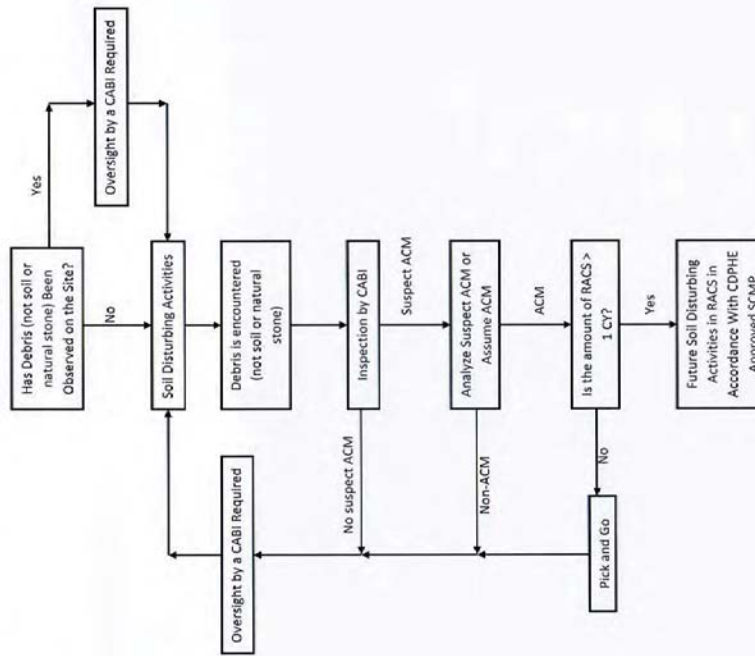 Has Debris (not soil or
natural stone) Been
Observed on the Site?
Yes
Oversight by a CABI Required
No
Soil Disturbing Activities
Oversight by a CABI Required
Debris is encountered
(not soil or natural
stone)
Inspection by CABI
No suspect ACM
Suspect ACM
Analyze Suspect ACM or
Assume ACM
Non-ACM
ACM
Is the amount of RACS >
1 CY?
No
Pick and Go
Yes
Future Soil Disturbing
Activities in RACS in
Accordance With CDPHE
Approved SCMP